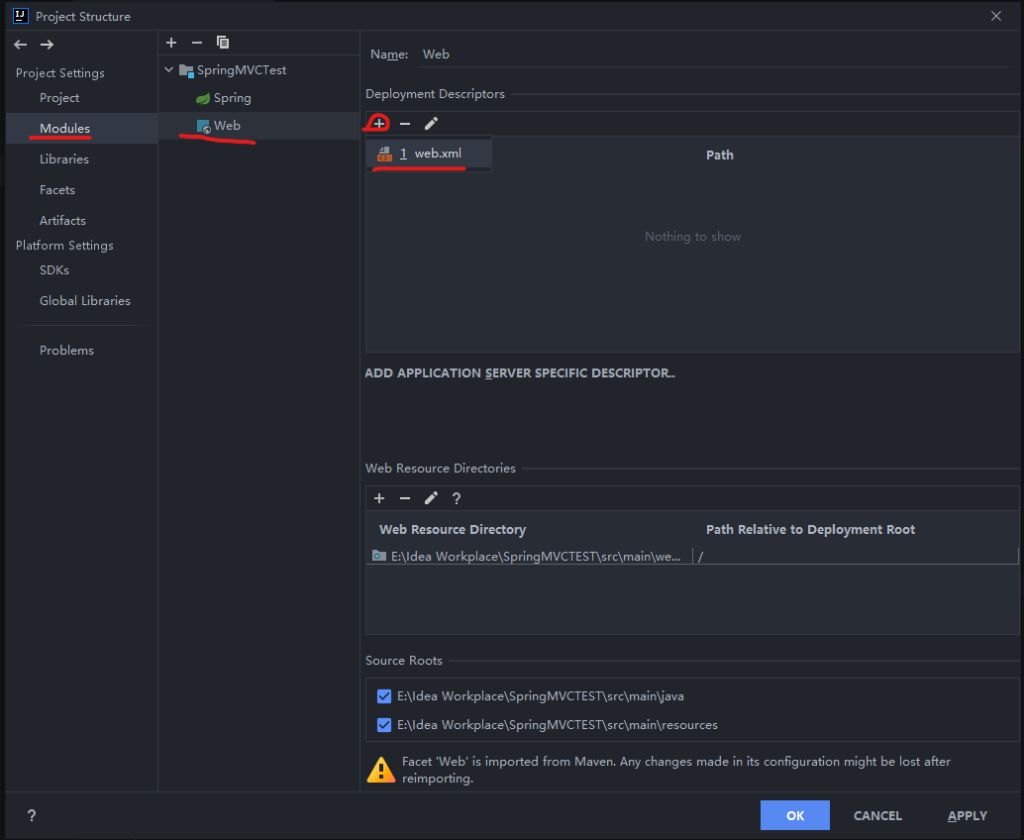 Project Structure
Project Settings
Project
Modules
Libraries
Facets
Artifacts
Platform Settings
SDKs
Global Libraries
Problems
?
SpringMVCTest
Spring
Web
Name: Web
Deployment Descriptors
1 web.xml
Path
Nothing to show
ADD APPLICATION SERVER SPECIFIC DESCRIPTOR...
Web Resource Directories
?
Web Resource Directory Path Relative to Deployment Root
E:\Idea Workplace\SpringMVCTEST\src\main\we... /
Source Roots
E:\Idea Workplace\SpringMVCTEST\src\main\java
E:\Idea Workplace\SpringMVCTEST\src\main\resources
Facet 'Web' is imported from Maven. Any changes made in its configuration might be lost after
reimporting.
OK CANCEL APPLY